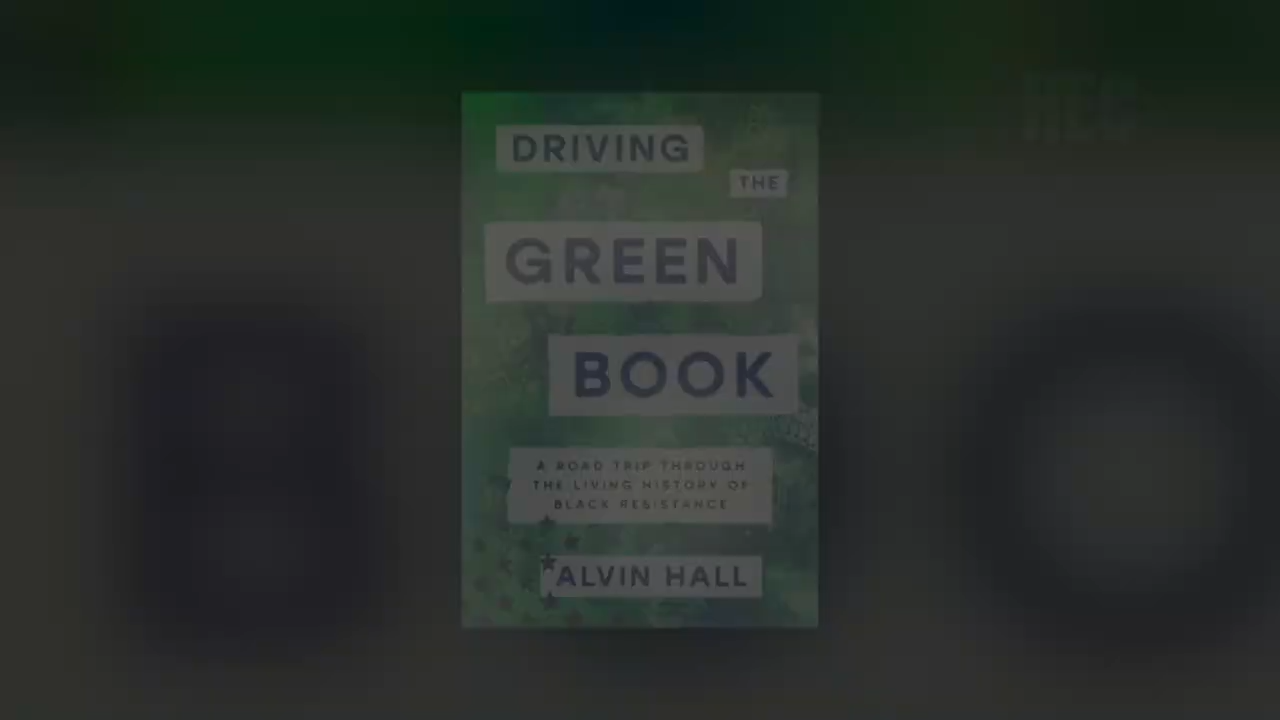 DRIVING
THE
GREEN
BOOK
A ROAD TRIP THROUGH
THE LIVING HISTORY OF
BLACK RESISTANCE
ALVIN HALL